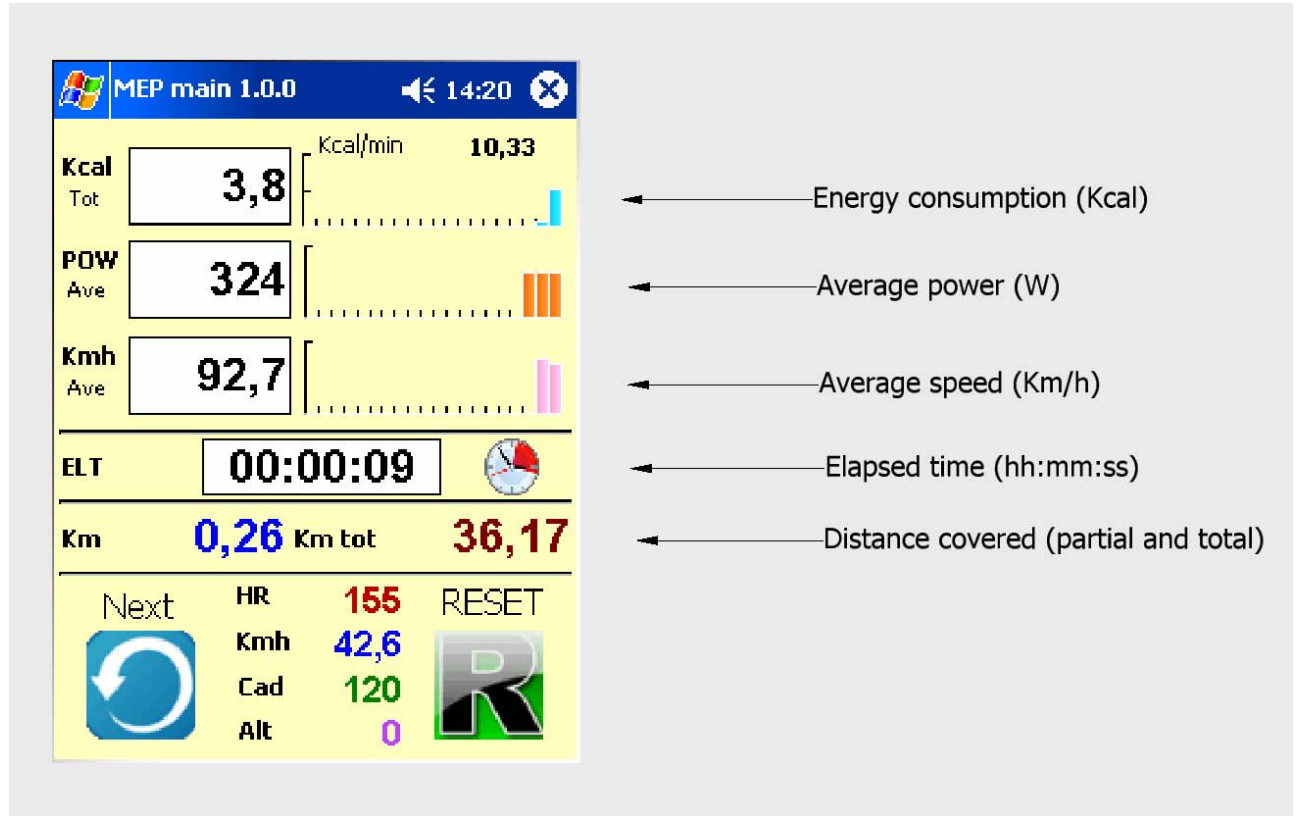 MEP main 1.0.0 14:20
Kcal/min 10,33
Kcal
Tot
3,8
Energy consumption (Kcal)
POW
Ave
324
Average power (W)
Kmh
Ave
92,7
Average speed (Km/h)
ELT 00:00:09
Elapsed time (hh:mm:ss)
Km 0,26 Km tot 36,17
Distance covered (partial and total)
Next
HR 155
Kmh 42,6
Cad 120
Alt 0
RESET
R